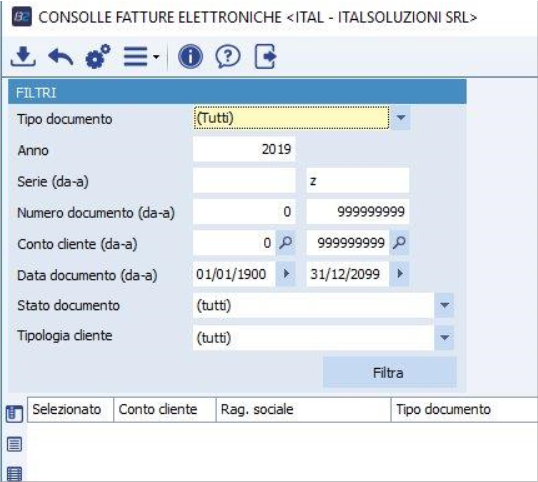 B2 CONSOLLE FATTURE ELETTRONICHE <ITAL - ITALSOLUZIONI SRL>
FILTRI
Tipo documento (Tutti)
Anno 2019
Serie (da-a) z
Numero documento (da-a) 0 999999999
Conto cliente (da-a) 0 999999999
Data documento (da-a) 01/01/1900 31/12/2099
Stato documento (tutti)
Tipologia cliente (tutti)
Filtra
Selezionato Conto cliente Rag. sociale Tipo documento